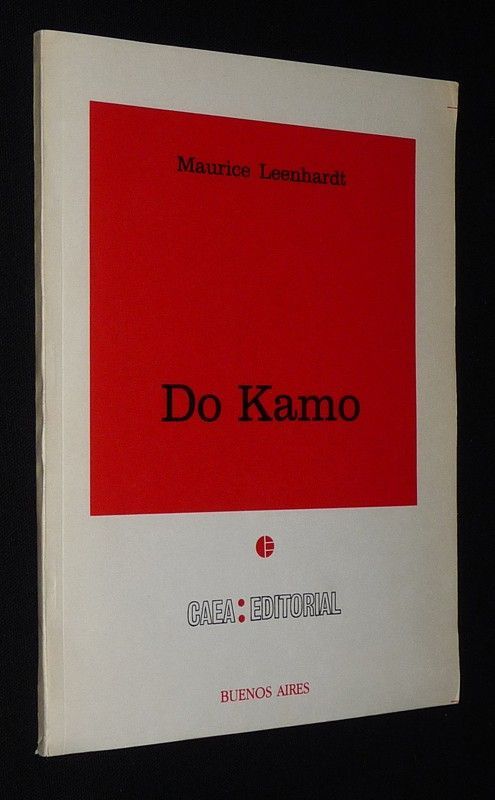 Maurice Leenhardt
Do Kamo
CAEA:EDITORIAL
BUENOS AIRES